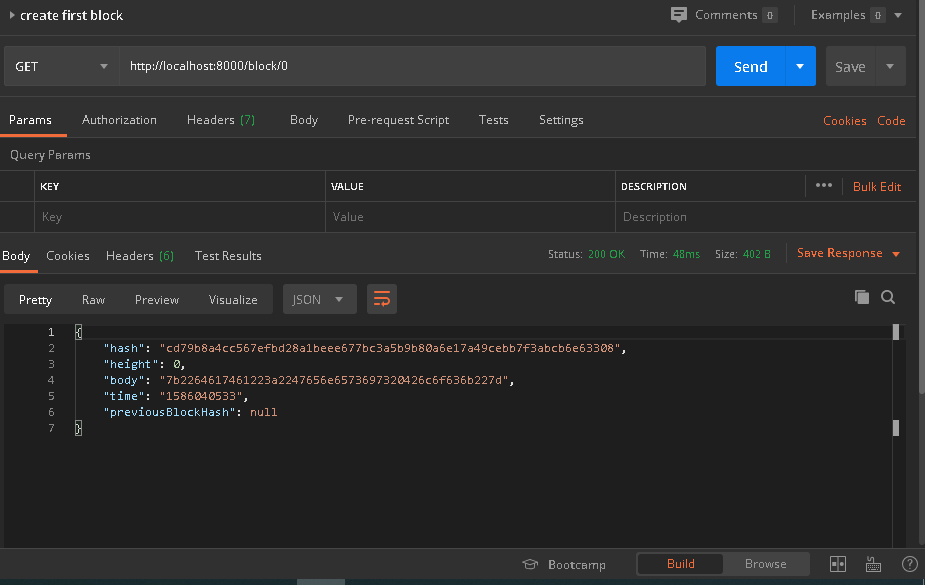 create first block Comments 0 Examples 0
GET http://localhost:8000/block/0 Send Save
Params Authorization Headers (7) Body Pre-request Script Tests Settings Cookies Code
Query Params
KEY VALUE DESCRIPTION ••• Bulk Edit
Key Value Description
Body Cookies Headers (6) Test Results Status: 200 OK Time: 48ms Size: 402 B Save Response
Pretty Raw Preview Visualize JSON
1 {
2 "hash": "cd79b8a4cc567efbd28a1beee677bc3a5b9b80a6e17a49cebb7f3abcb6e63308",
3 "height": 0,
4 "body": "7b2264617461223a2247656e6573697320426c6f636b227d",
5 "time": "1586040533",
6 "previousBlockHash": null
7 }
Bootcamp Build Browse ?